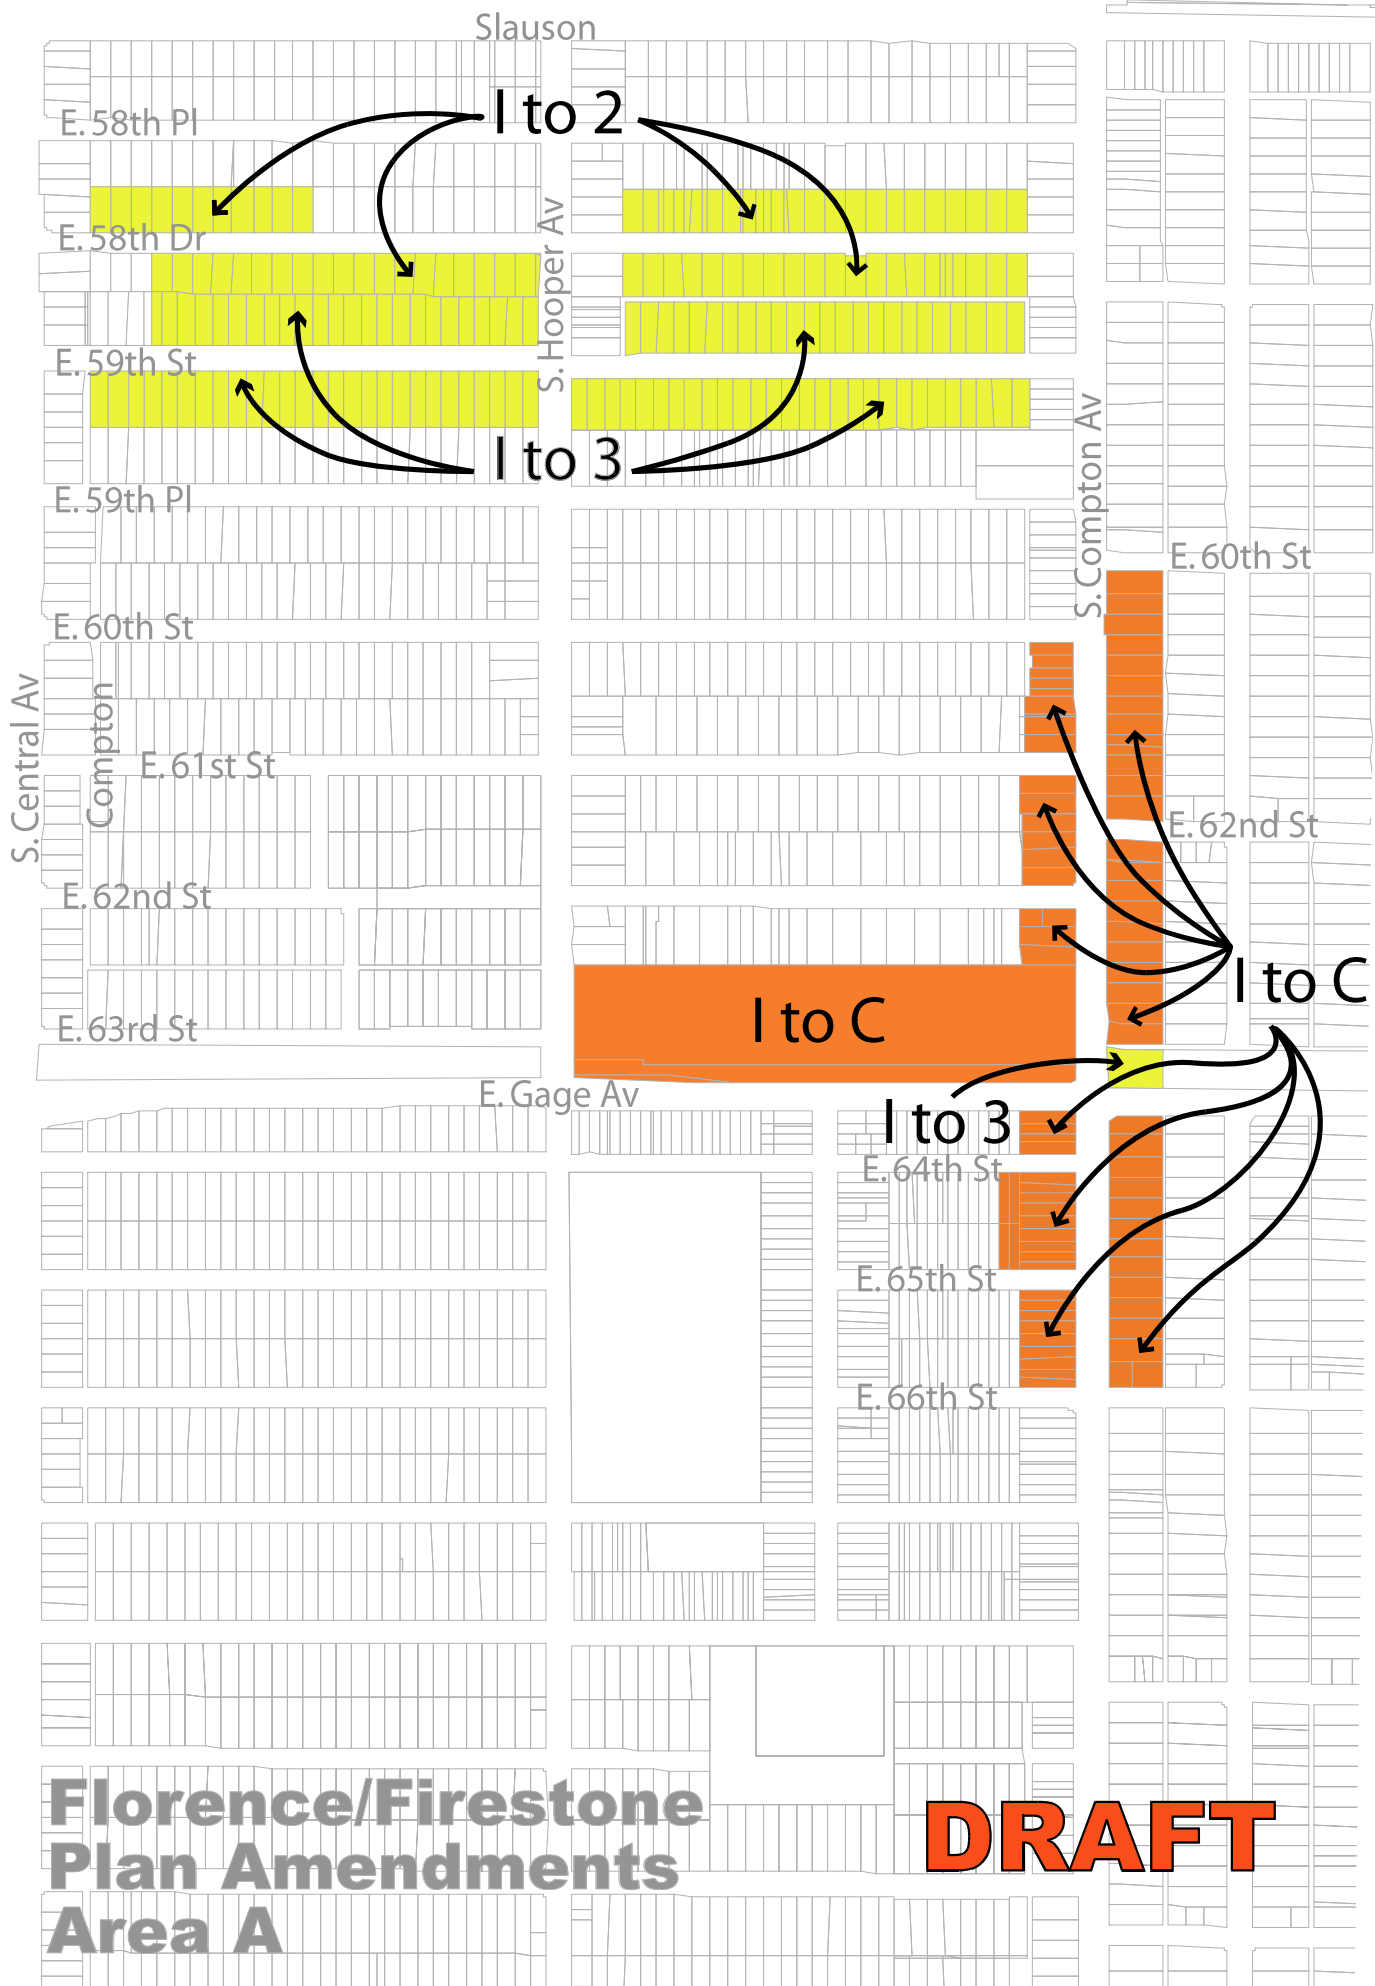 Slauson
I to 2
E. 58th Pl
E. 58th Dr
S. Hooper Av
E. 59th St
S. Compton Av
I to 3
E. 59th Pl
E. 60th St
E. 60th St
S. Central Av
Compton
E. 61st St
E. 62nd St
E. 62nd St
I to C
I to C
E. 63rd St
E. Gage Av
I to 3
E. 64th St
E. 65th St
E. 66th St
Florence/Firestone
Plan Amendments
Area A
DRAFT